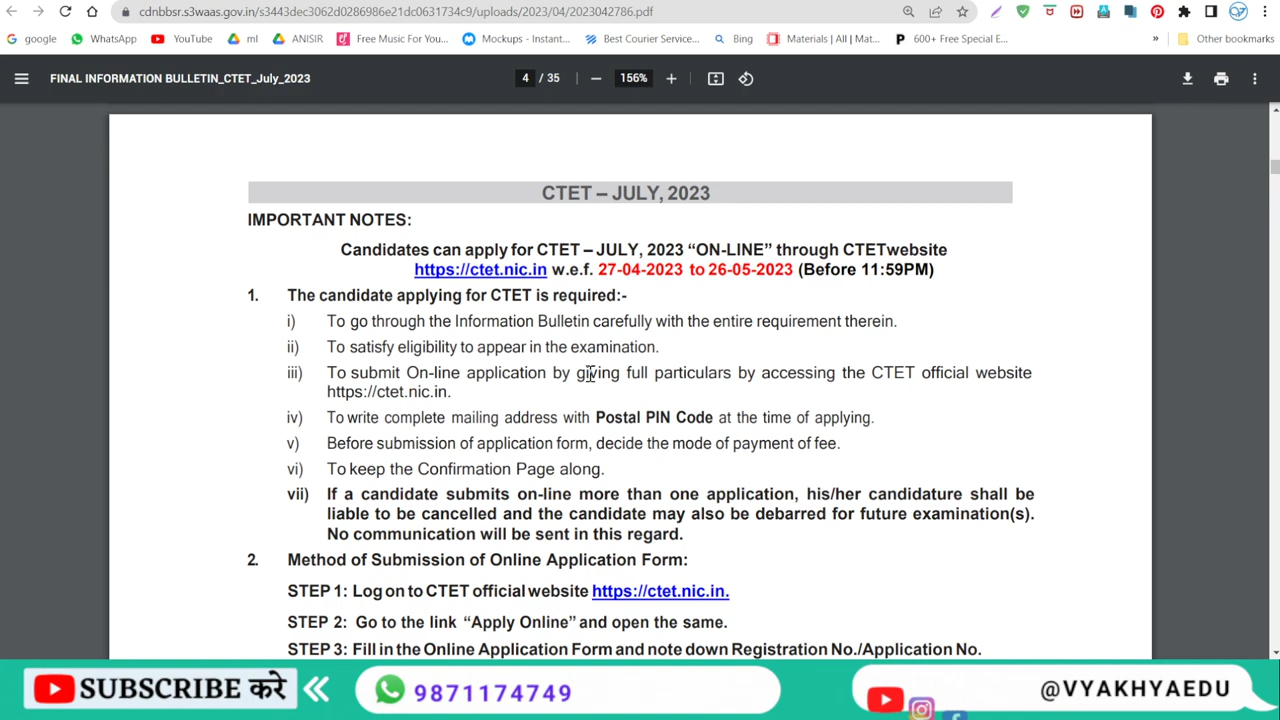 cdnbbsr.s3waas.gov.in/s3443dec3062d0286986e21dc0631734c9/uploads/2023/04/2023042786.pdf
google WhatsApp YouTube ml ANISIR Free Music For You... Mockups - Instant... Best Courier Service... Bing Materials | All | Mat... 600+ Free Special E... » Other bookmarks
FINAL INFORMATION BULLETIN_CTET_July_2023 4 / 35 — 156% +
CTET – JULY, 2023
IMPORTANT NOTES:
Candidates can apply for CTET – JULY, 2023 “ON-LINE” through CTETwebsite
https://ctet.nic.in w.e.f. 27-04-2023 to 26-05-2023 (Before 11:59PM)
1. The candidate applying for CTET is required:-
i) To go through the Information Bulletin carefully with the entire requirement therein.
ii) To satisfy eligibility to appear in the examination.
iii) To submit On-line application by giving full particulars by accessing the CTET official website
https://ctet.nic.in.
iv) To write complete mailing address with Postal PIN Code at the time of applying.
v) Before submission of application form, decide the mode of payment of fee.
vi) To keep the Confirmation Page along.
vii) If a candidate submits on-line more than one application, his/her candidature shall be
liable to be cancelled and the candidate may also be debarred for future examination(s).
No communication will be sent in this regard.
2. Method of Submission of Online Application Form:
STEP 1: Log on to CTET official website https://ctet.nic.in.
STEP 2: Go to the link “Apply Online” and open the same.
STEP 3: Fill in the Online Application Form and note down Registration No./Application No.
SUBSCRIBE करे 9871174749 @VYAKHYAEDU